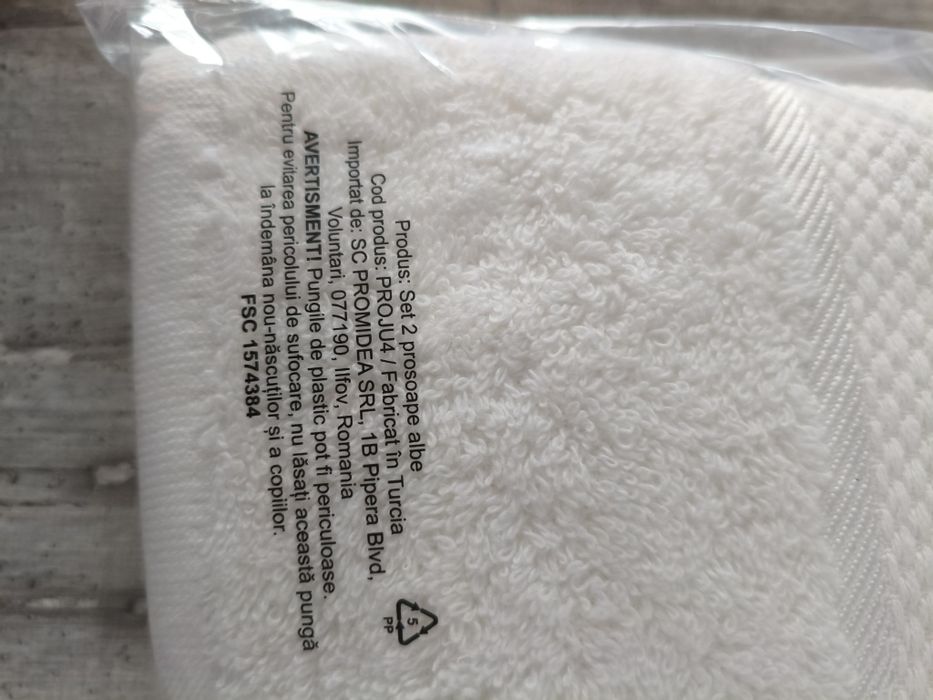 Produs: Set 2 prosoape albe
Cod produs: PROJU4 / Fabricat în Turcia
Importat de: SC PROMIDEA SRL, 1B Pipera Blvd,
Voluntari, 077190, Ilfov, Romania
AVERTISMENT! Pungile de plastic pot fi periculoase.
Pentru evitarea pericolului de sufocare, nu lăsați această pungă
la îndemâna nou-născuților și a copiilor.
FSC 1574384
5
PP